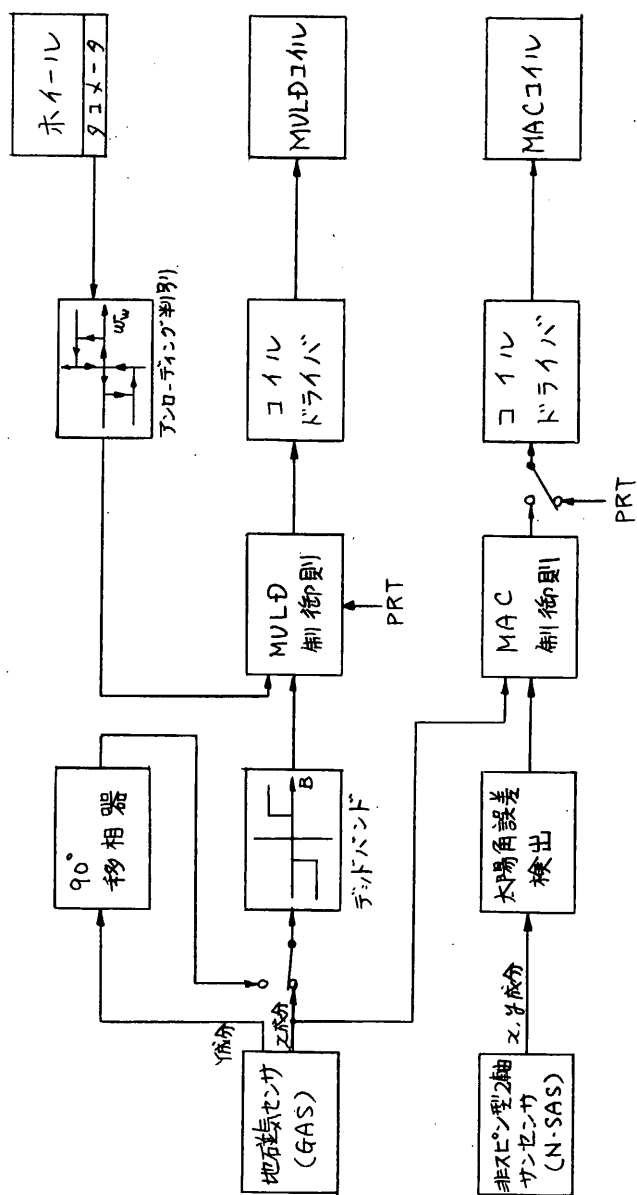 ホイール
タコメータ
アンローディング判別
ω_w
90°
移相器
Y成分
X成分
地磁気センサ
(GAS)
デッドバンド
B
MULD
制御則
PRT
コイル
ドライバ
MULDコイル
非スピン型2軸
サンセンサ
(N-SAS)
x, y成分
太陽角誤差
検出
MAC
制御則
PRT
コイル
ドライバ
MACコイル